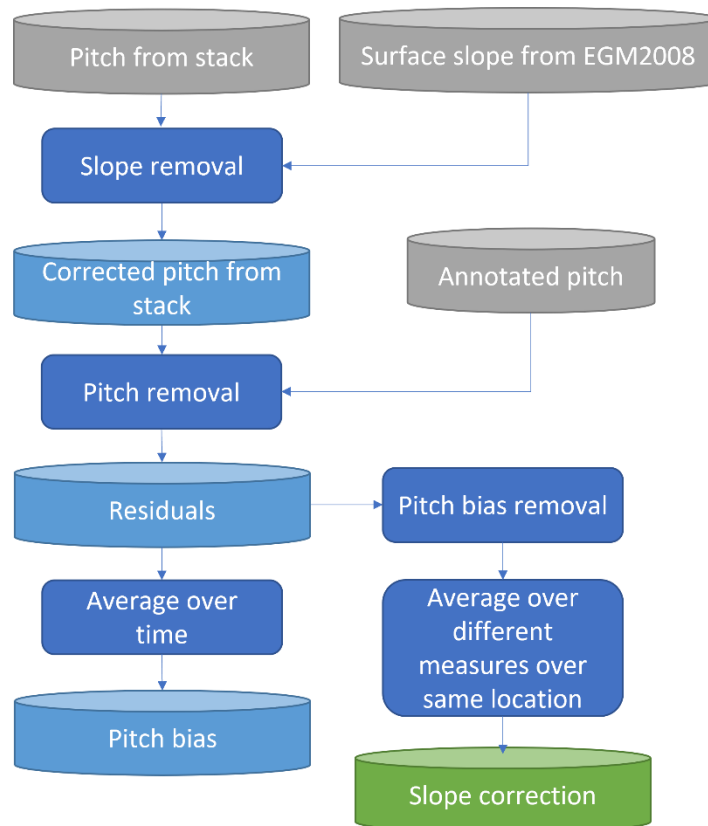 Pitch from stack
Surface slope from EGM2008
Slope removal
Corrected pitch from
stack
Annotated pitch
Pitch removal
Residuals
Pitch bias removal
Average over
time
Average over
different
measures over
same location
Pitch bias
Slope correction